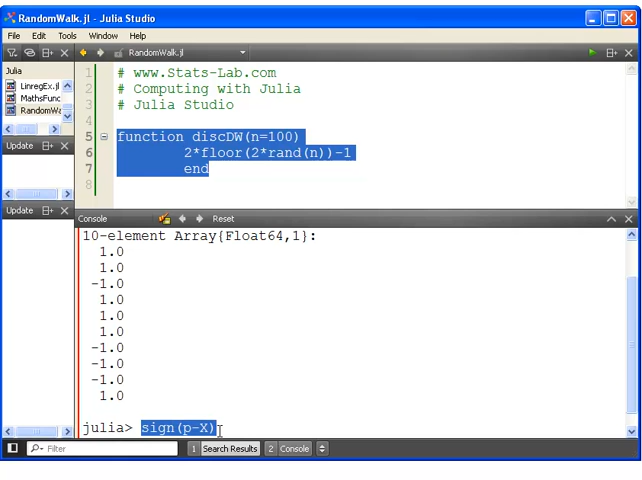 RandomWalk.jl - Julia Studio
File Edit Tools Window Help
RandomWalk.jl
Julia
LinregEx.jl
MathsFunc
RandomWa
Update
Update
1 # www.Stats-Lab.com
2 # Computing with Julia
3 # Julia Studio
4
5 function discDW(n=100)
6 2*floor(2*rand(n))-1
7 end
8
Console Reset
10-element Array{Float64,1}:
1.0
1.0
-1.0
1.0
1.0
1.0
-1.0
-1.0
-1.0
1.0
julia> sign(p-X)
Filter 1 Search Results 2 Console